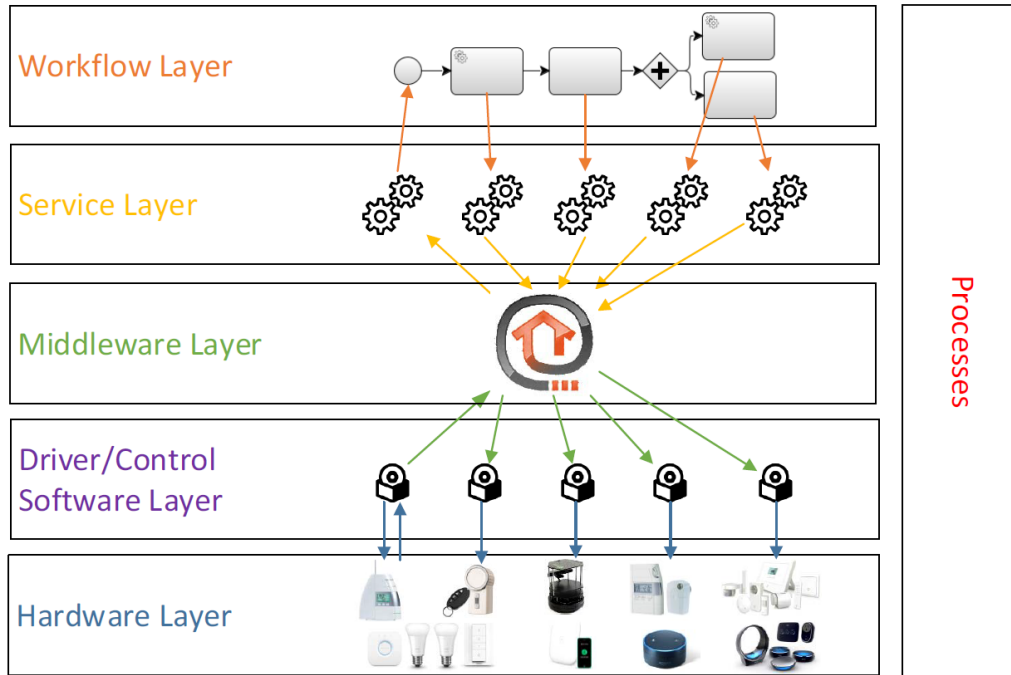 Workflow Layer
Service Layer
Middleware Layer
Driver/Control
Software Layer
Hardware Layer
Processes